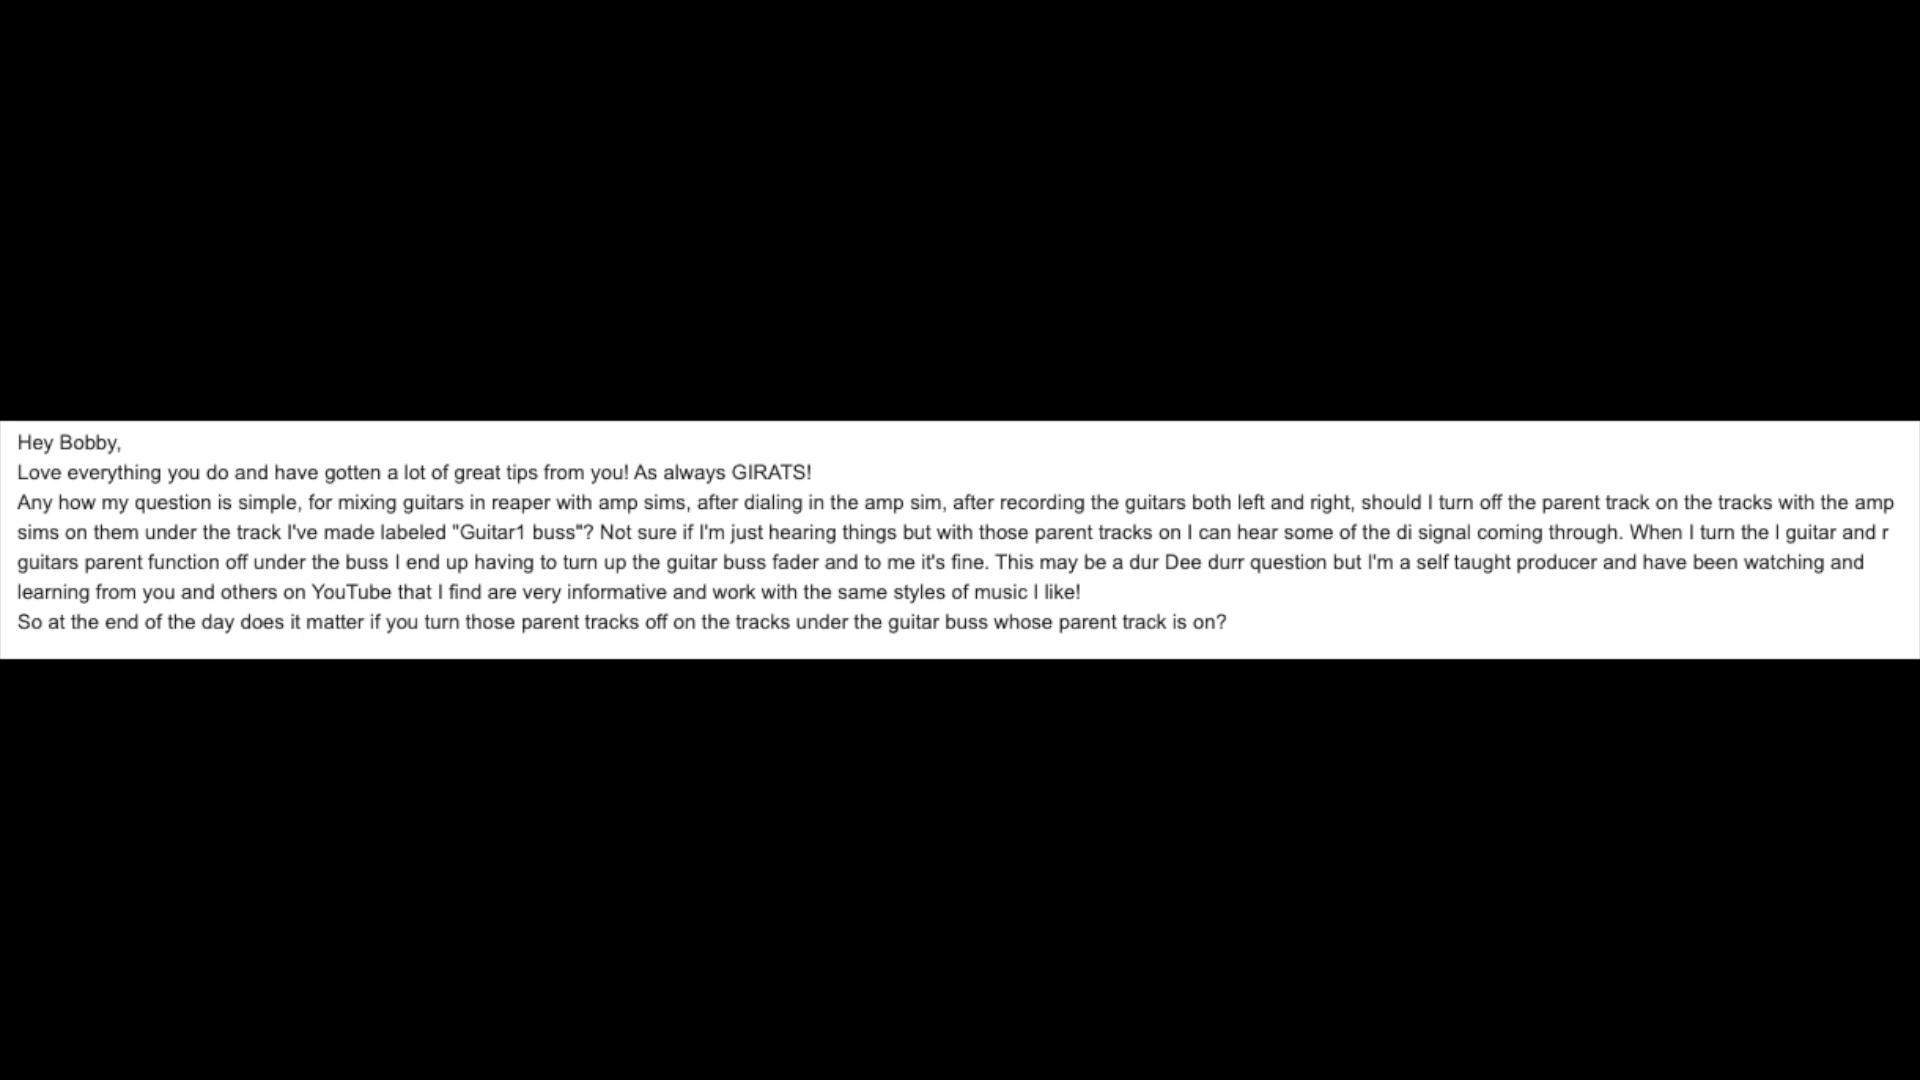 Hey Bobby,
Love everything you do and have gotten a lot of great tips from you! As always GIRATS!
Any how my question is simple, for mixing guitars in reaper with amp sims, after dialing in the amp sim, after recording the guitars both left and right, should I turn off the parent track on the tracks with the amp
sims on them under the track I've made labeled "Guitar1 buss"? Not sure if I'm just hearing things but with those parent tracks on I can hear some of the di signal coming through. When I turn the l guitar and r
guitars parent function off under the buss I end up having to turn up the guitar buss fader and to me it's fine. This may be a dur Dee durr question but I'm a self taught producer and have been watching and
learning from you and others on YouTube that I find are very informative and work with the same styles of music I like!
So at the end of the day does it matter if you turn those parent tracks off on the tracks under the guitar buss whose parent track is on?